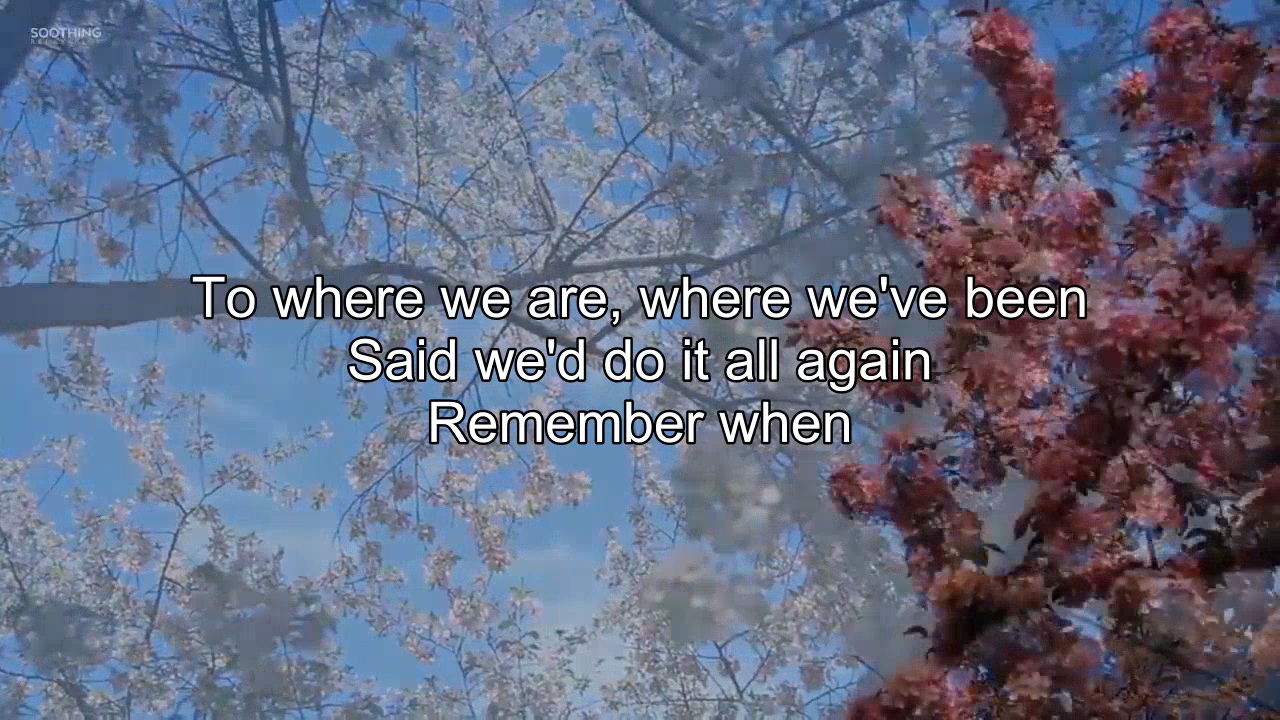 SOOTHING
To where we are, where we've been
Said we'd do it all again
Remember when